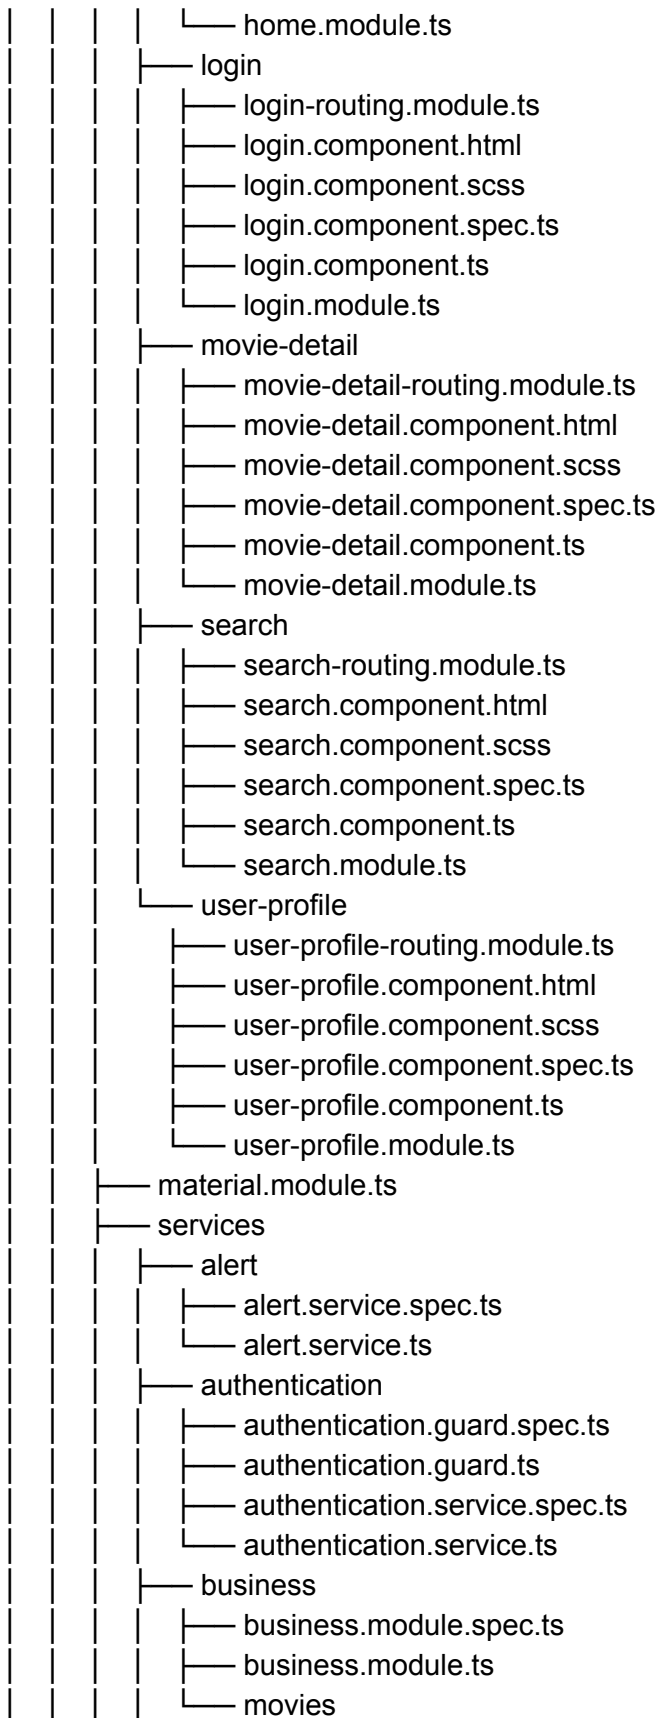 │ │ │ │ └── home.module.ts
│ │ │ ├── login
│ │ │ │ ├── login-routing.module.ts
│ │ │ │ ├── login.component.html
│ │ │ │ ├── login.component.scss
│ │ │ │ ├── login.component.spec.ts
│ │ │ │ ├── login.component.ts
│ │ │ │ └── login.module.ts
│ │ │ ├── movie-detail
│ │ │ │ ├── movie-detail-routing.module.ts
│ │ │ │ ├── movie-detail.component.html
│ │ │ │ ├── movie-detail.component.scss
│ │ │ │ ├── movie-detail.component.spec.ts
│ │ │ │ ├── movie-detail.component.ts
│ │ │ │ └── movie-detail.module.ts
│ │ │ ├── search
│ │ │ │ ├── search-routing.module.ts
│ │ │ │ ├── search.component.html
│ │ │ │ ├── search.component.scss
│ │ │ │ ├── search.component.spec.ts
│ │ │ │ ├── search.component.ts
│ │ │ │ └── search.module.ts
│ │ │ └── user-profile
│ │ │ ├── user-profile-routing.module.ts
│ │ │ ├── user-profile.component.html
│ │ │ ├── user-profile.component.scss
│ │ │ ├── user-profile.component.spec.ts
│ │ │ ├── user-profile.component.ts
│ │ │ └── user-profile.module.ts
│ │ ├── material.module.ts
│ │ ├── services
│ │ │ ├── alert
│ │ │ │ ├── alert.service.spec.ts
│ │ │ │ └── alert.service.ts
│ │ │ ├── authentication
│ │ │ │ ├── authentication.guard.spec.ts
│ │ │ │ ├── authentication.guard.ts
│ │ │ │ ├── authentication.service.spec.ts
│ │ │ │ └── authentication.service.ts
│ │ │ ├── business
│ │ │ │ ├── business.module.spec.ts
│ │ │ │ ├── business.module.ts
│ │ │ │ └── movies